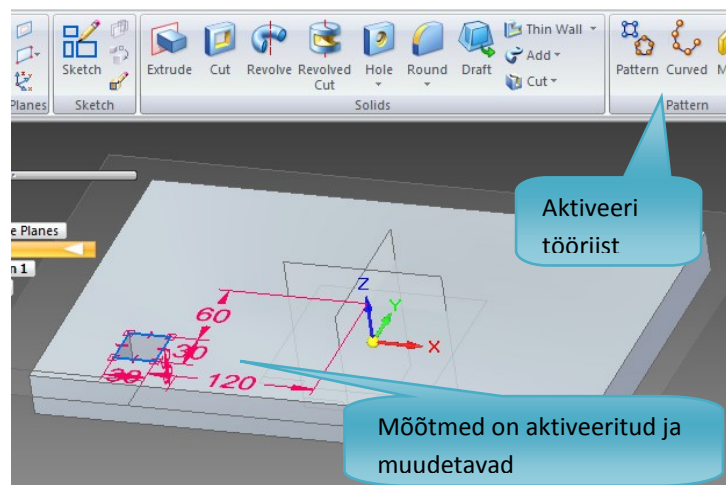 Sketch
Extrude Cut Revolve Revolved Cut Hole Round Draft
Thin Wall
Add
Cut
Pattern Curved
Planes Sketch Solids Pattern
Aktiveeri
tööriist
e Planes
n 1
Z
Y
X
60
30
30
120
Mõõtmed on aktiveeritud ja
muudetavad